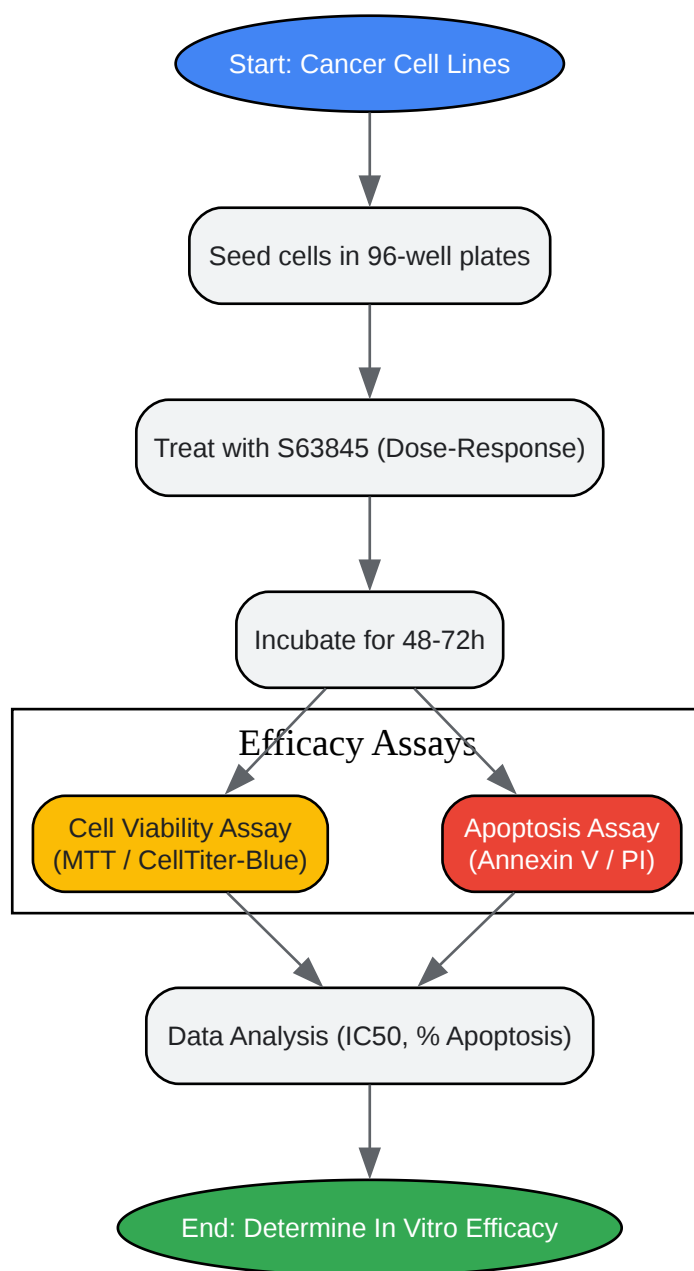 Start: Cancer Cell Lines
Seed cells in 96-well plates
Treat with S63845 (Dose-Response)
Incubate for 48-72h
Efficacy Assays
Cell Viability Assay
(MTT / CellTiter-Blue)
Apoptosis Assay
(Annexin V / PI)
Data Analysis (IC50, % Apoptosis)
End: Determine In Vitro Efficacy